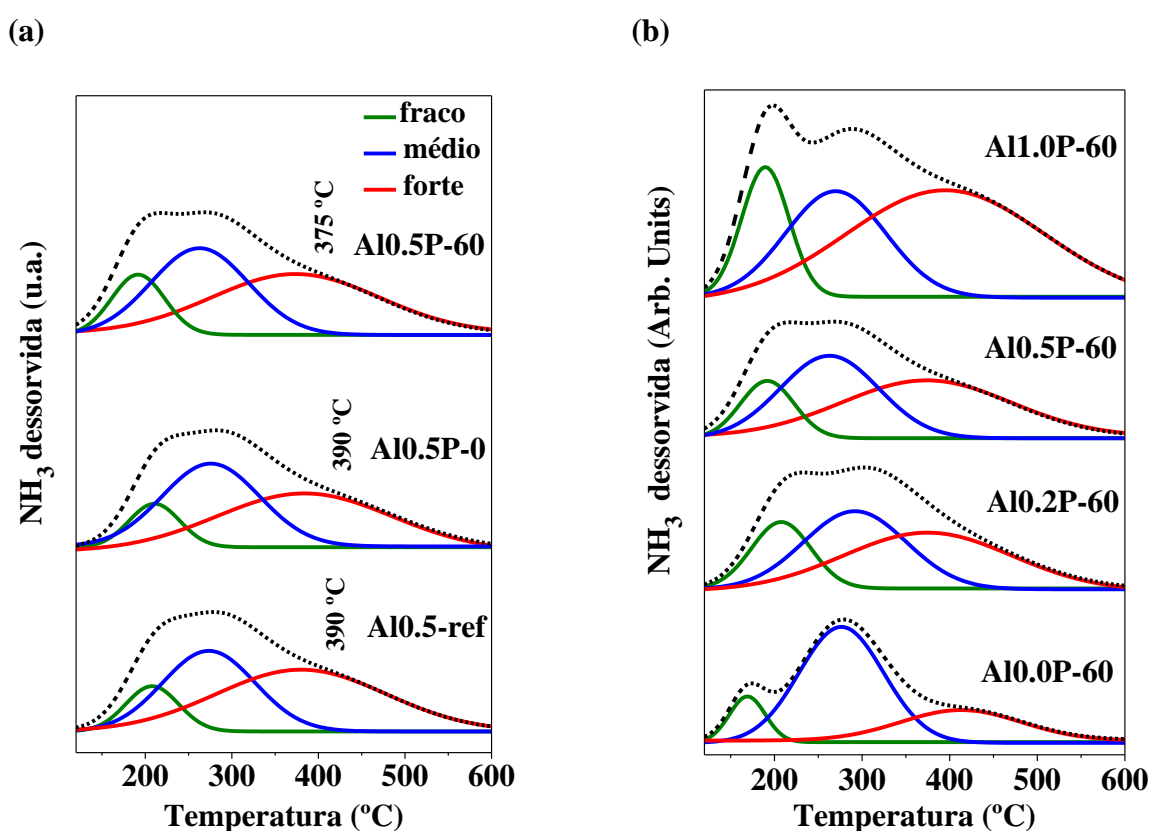 (a)
fraco
médio
forte
375 ºC
Al0.5P-60
390 ºC
Al0.5P-0
390 ºC
Al0.5-ref
NH3 dessorvida (u.a.)
200 300 400 500 600
Temperatura (ºC)
(b)
Al1.0P-60
Al0.5P-60
Al0.2P-60
Al0.0P-60
NH3 dessorvida (Arb. Units)
200 300 400 500 600
Temperatura (ºC)